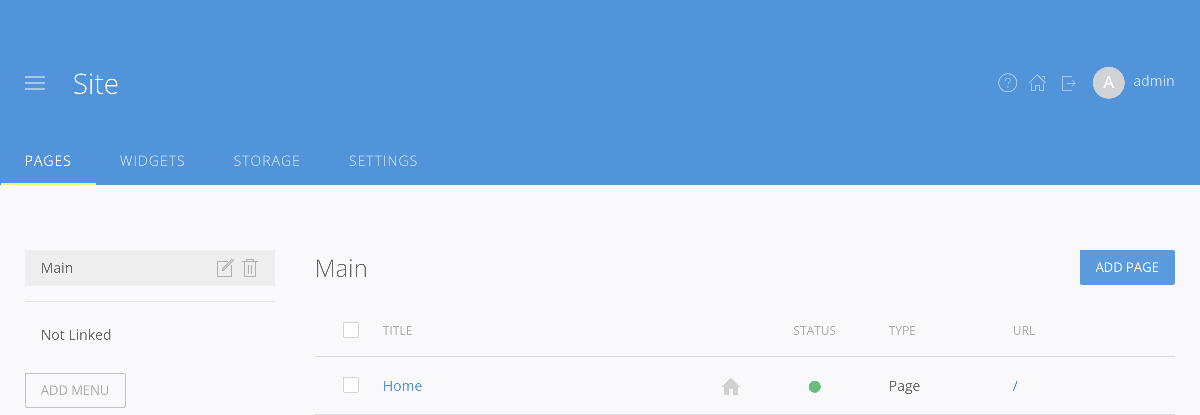 Site
? A admin
PAGES WIDGETS STORAGE SETTINGS
Main
Not Linked
ADD MENU
Main ADD PAGE
TITLE STATUS TYPE URL
Home Page /